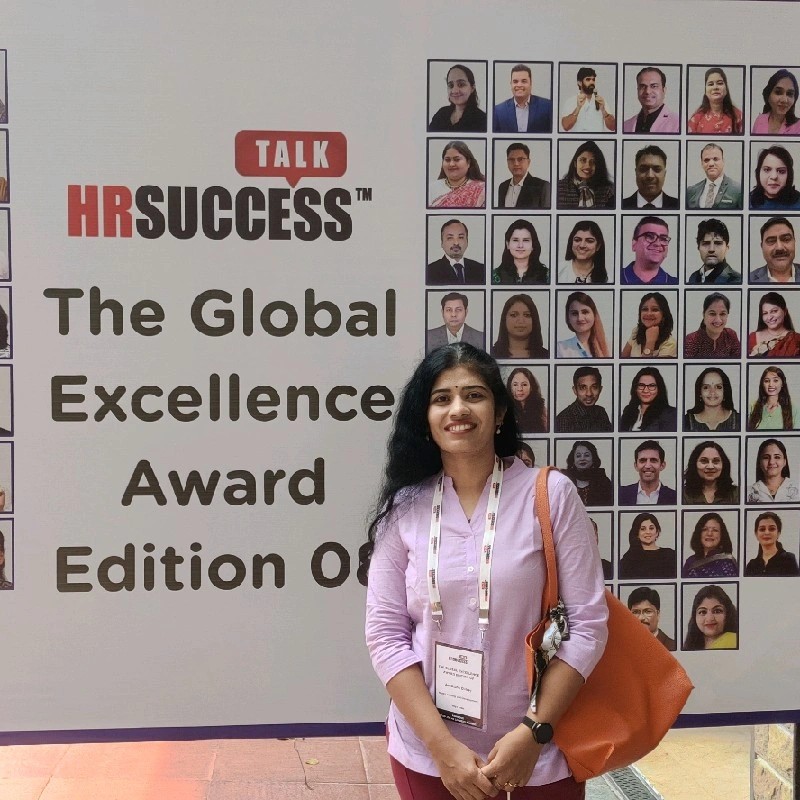 TALK
HRSUCCESS™
The Global
Excellence
Award
Edition 08